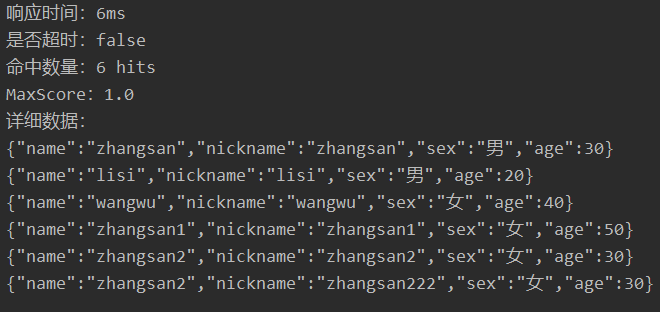 响应时间：6ms
是否超时：false
命中数量：6 hits
MaxScore：1.0
详细数据：
{"name":"zhangsan","nickname":"zhangsan","sex":"男","age":30}
{"name":"lisi","nickname":"lisi","sex":"男","age":20}
{"name":"wangwu","nickname":"wangwu","sex":"女","age":40}
{"name":"zhangsan1","nickname":"zhangsan1","sex":"女","age":50}
{"name":"zhangsan2","nickname":"zhangsan2","sex":"女","age":30}
{"name":"zhangsan2","nickname":"zhangsan222","sex":"女","age":30}